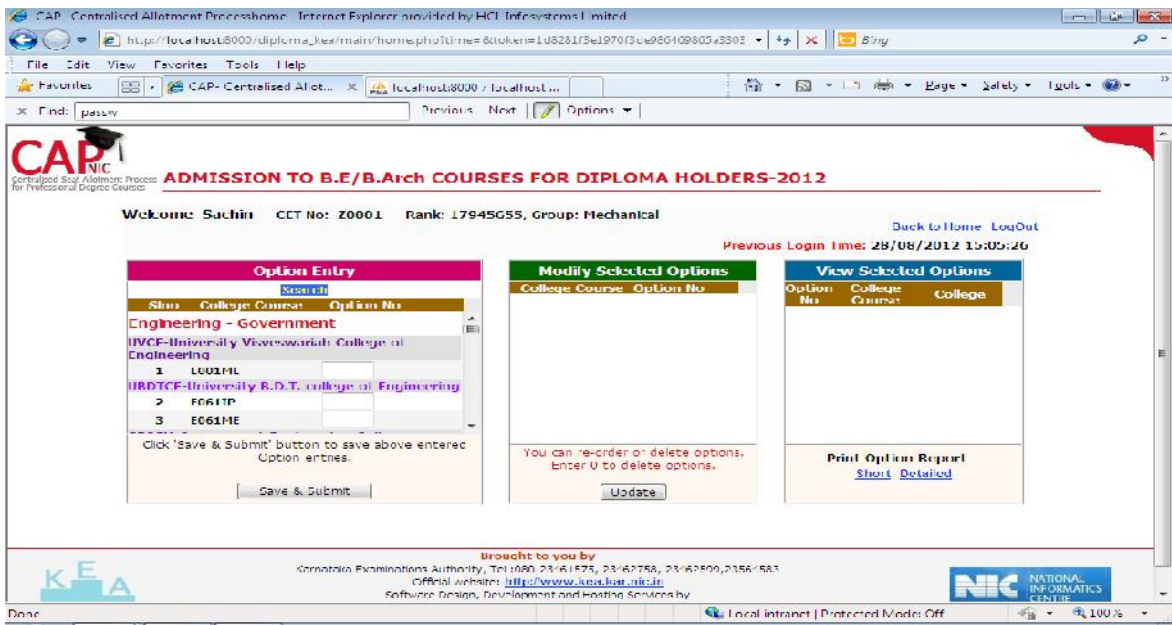 CAP - Centralised Allotment Processhome - Internet Explorer provided by HCL Infosystems Limited
Bing
File Edit View Favorites Tools Help
Favorites CAP- Centralised Allot... localhost:8000 / localhost ... Page Safety Tools
Find: passw Previous Next Options
CAP NIC
Centralised Seat Allotment Process
for Professional Degree Courses
ADMISSION TO B.E/B.Arch COURSES FOR DIPLOMA HOLDERS-2012
Welcome Sachin CET No: Z0001 Rank: 17945G55, Group: Mechanical
Back to Home LogOut
Previous Login Time: 28/08/2012 15:05:26
Option Entry
Search
Slno College Course Option No
Engineering - Government
UVCE-University Visveswariah College of
Engineering
1 E001ME
UBDTCE-University B.D.T. college of Engineering
2 E061IP
3 E061ME
Click 'Save & Submit' button to save above entered
Option entries.
Save & Submit
Modify Selected Options
College Course Option No
You can re-order or delete options.
Enter 0 to delete options.
Update
View Selected Options
Option No College Course College
Print Option Report
Short Detailed
Brought to you by
Karnataka Examinations Authority,
Official website: http://www.kea.kar.nic.in
Software Design, Development and Hosting Services by
KEA
NIC NATIONAL
INFORMATICS
CENTRE
Done Local intranet | Protected Mode: Off 100%